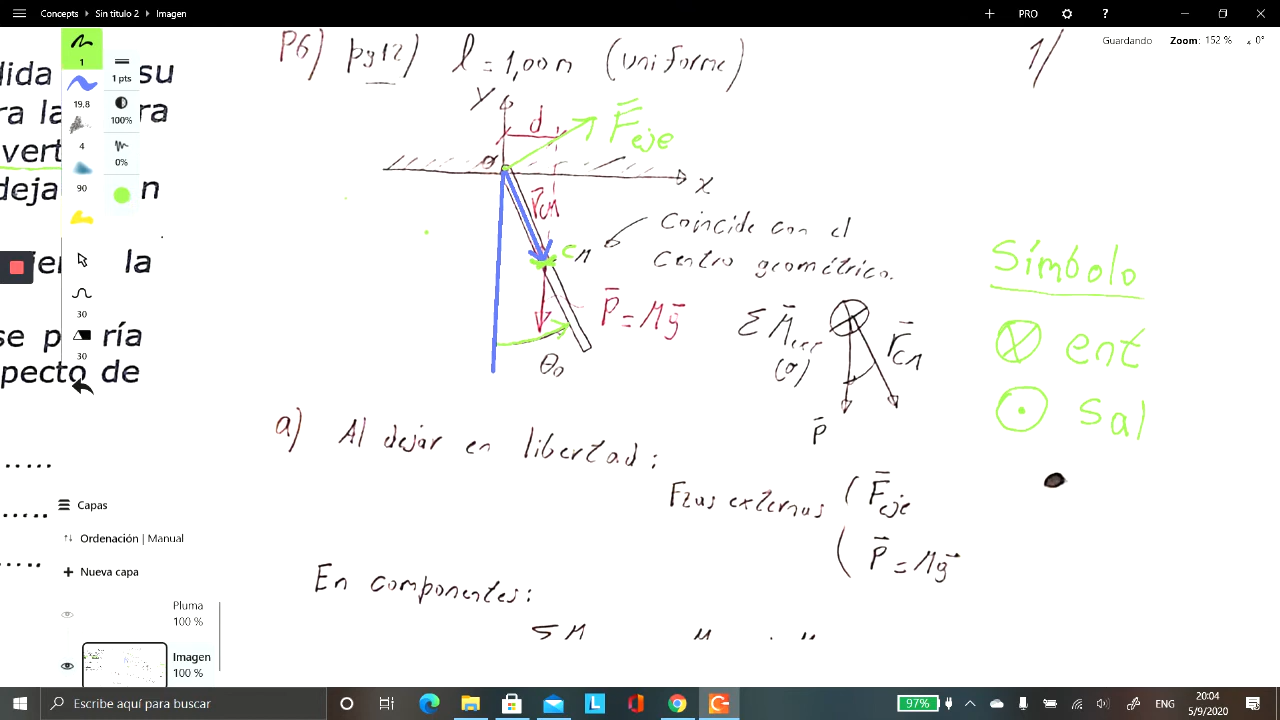 Concepts ▸ Sin titulo 2 ▸ Imagen
PRO
?
Guardando
Zoom: 152 %
0°
1
1 pts
19.8
100%
4
0%
90
30
30
dida
su
ra la
ra
vert
deja
n
la
se p
ría
pecto de
.....
.....
.....
P6) pg12) l = 1,00 m (uniforme)
1/
y
d
F̄eje
σ
x
r̄CM
CM
Coincide con el
centro geométrico.
P̄ = Mḡ
θ₀
Σ M̄ext
(σ)
r̄CM
P̄
Símbolo
⊗ ent
⊙ Sal
a) Al dejar en libertad:
Fzas externas ( F̄eje
( P̄ = Mg⃗
En componentes:
Capas
Ordenación | Manual
+ Nueva capa
Pluma
100 %
Imagen
100 %
Escribe aquí para buscar
97%
ENG
20:04
5/9/2020